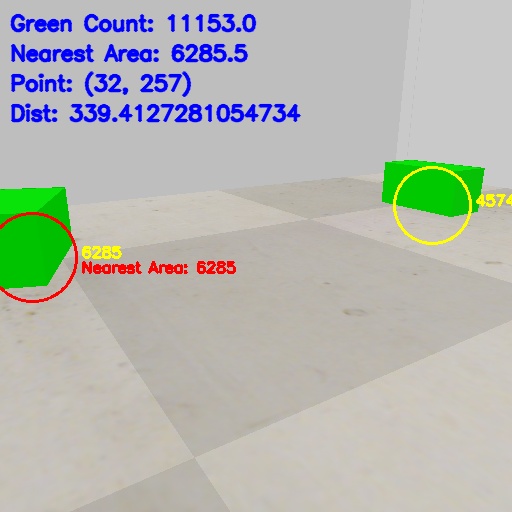 Green Count: 11153.0
Nearest Area: 6285.5
Point: (32, 257)
Dist: 339.4127281054734
4574
6285
Nearest Area: 6285